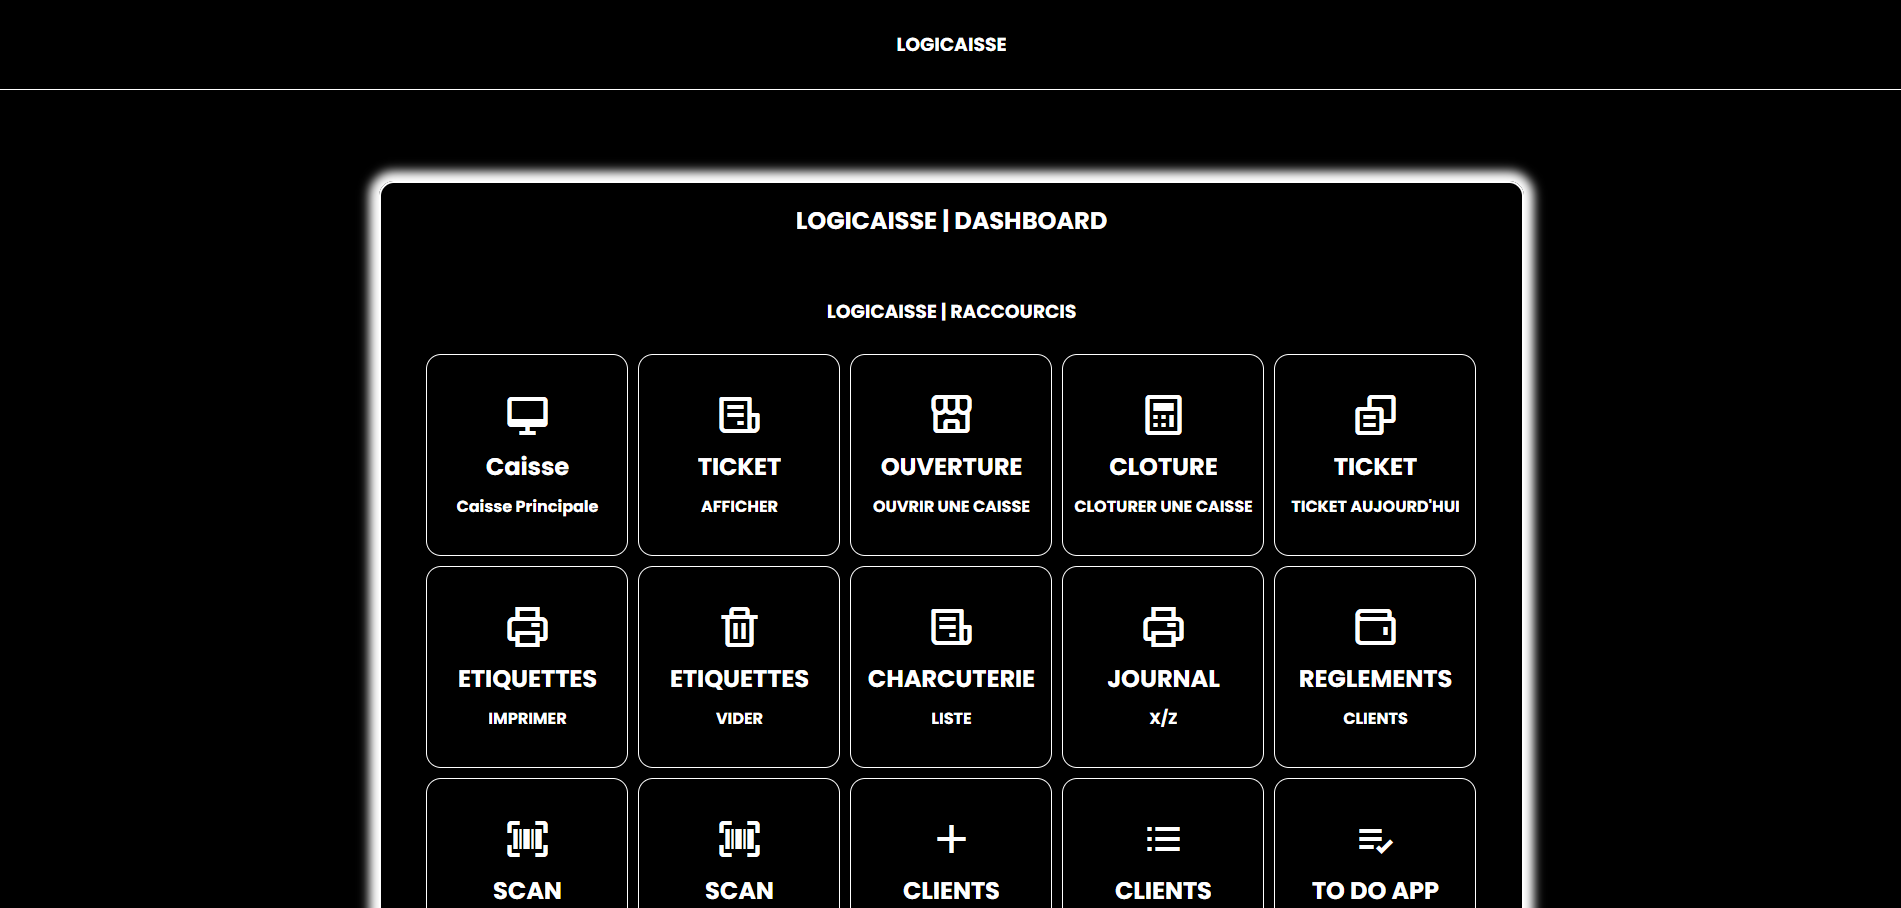 LOGICAISSE
LOGICAISSE | DASHBOARD
LOGICAISSE | RACCOURCIS
Caisse
Caisse Principale
TICKET
AFFICHER
OUVERTURE
OUVRIR UNE CAISSE
CLOTURE
CLOTURER UNE CAISSE
TICKET
TICKET AUJOURD'HUI
ETIQUETTES
IMPRIMER
ETIQUETTES
VIDER
CHARCUTERIE
LISTE
JOURNAL
X/Z
REGLEMENTS
CLIENTS
SCAN
SCAN
CLIENTS
CLIENTS
TO DO APP